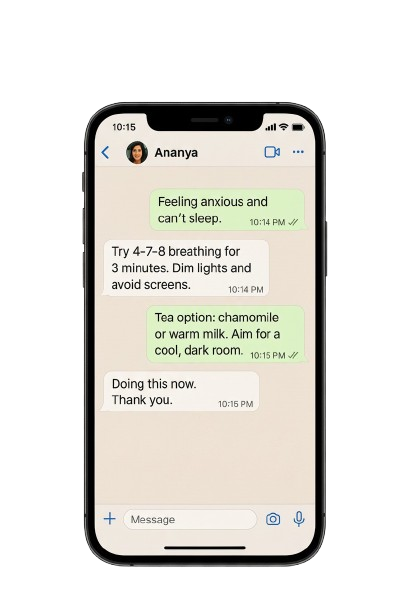 10:15
Ananya
Feeling anxious and
can't sleep. 10:14 PM
Try 4-7-8 breathing for
3 minutes. Dim lights and
avoid screens. 10:14 PM
Tea option: chamomile
or warm milk. Aim for a
cool, dark room. 10:15 PM
Doing this now.
Thank you. 10:15 PM
Message